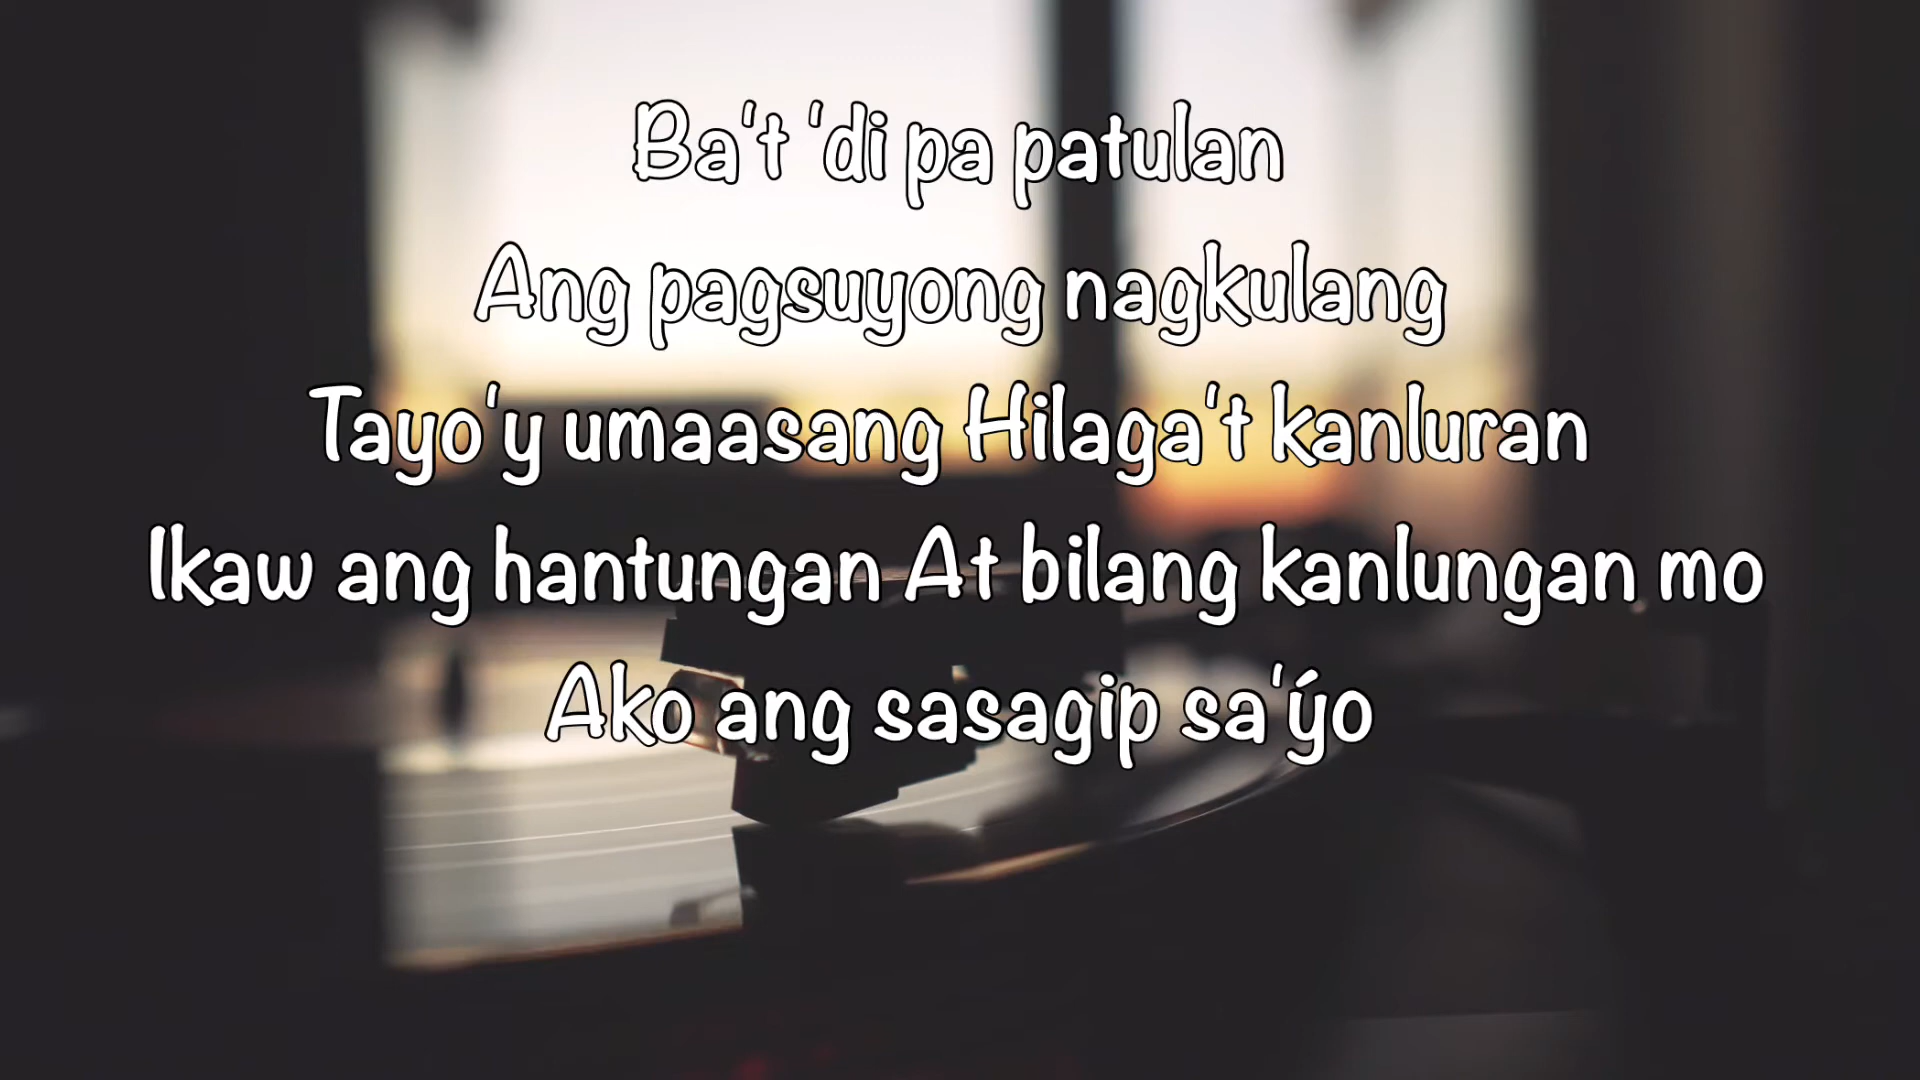 Ba't 'di pa patulan
Ang pagsuyong nagkulang
Tayo'y umaasang Hilaga't kanluran
Ikaw ang hantungan At bilang kanlungan mo
Ako ang sasagip sa'ýo